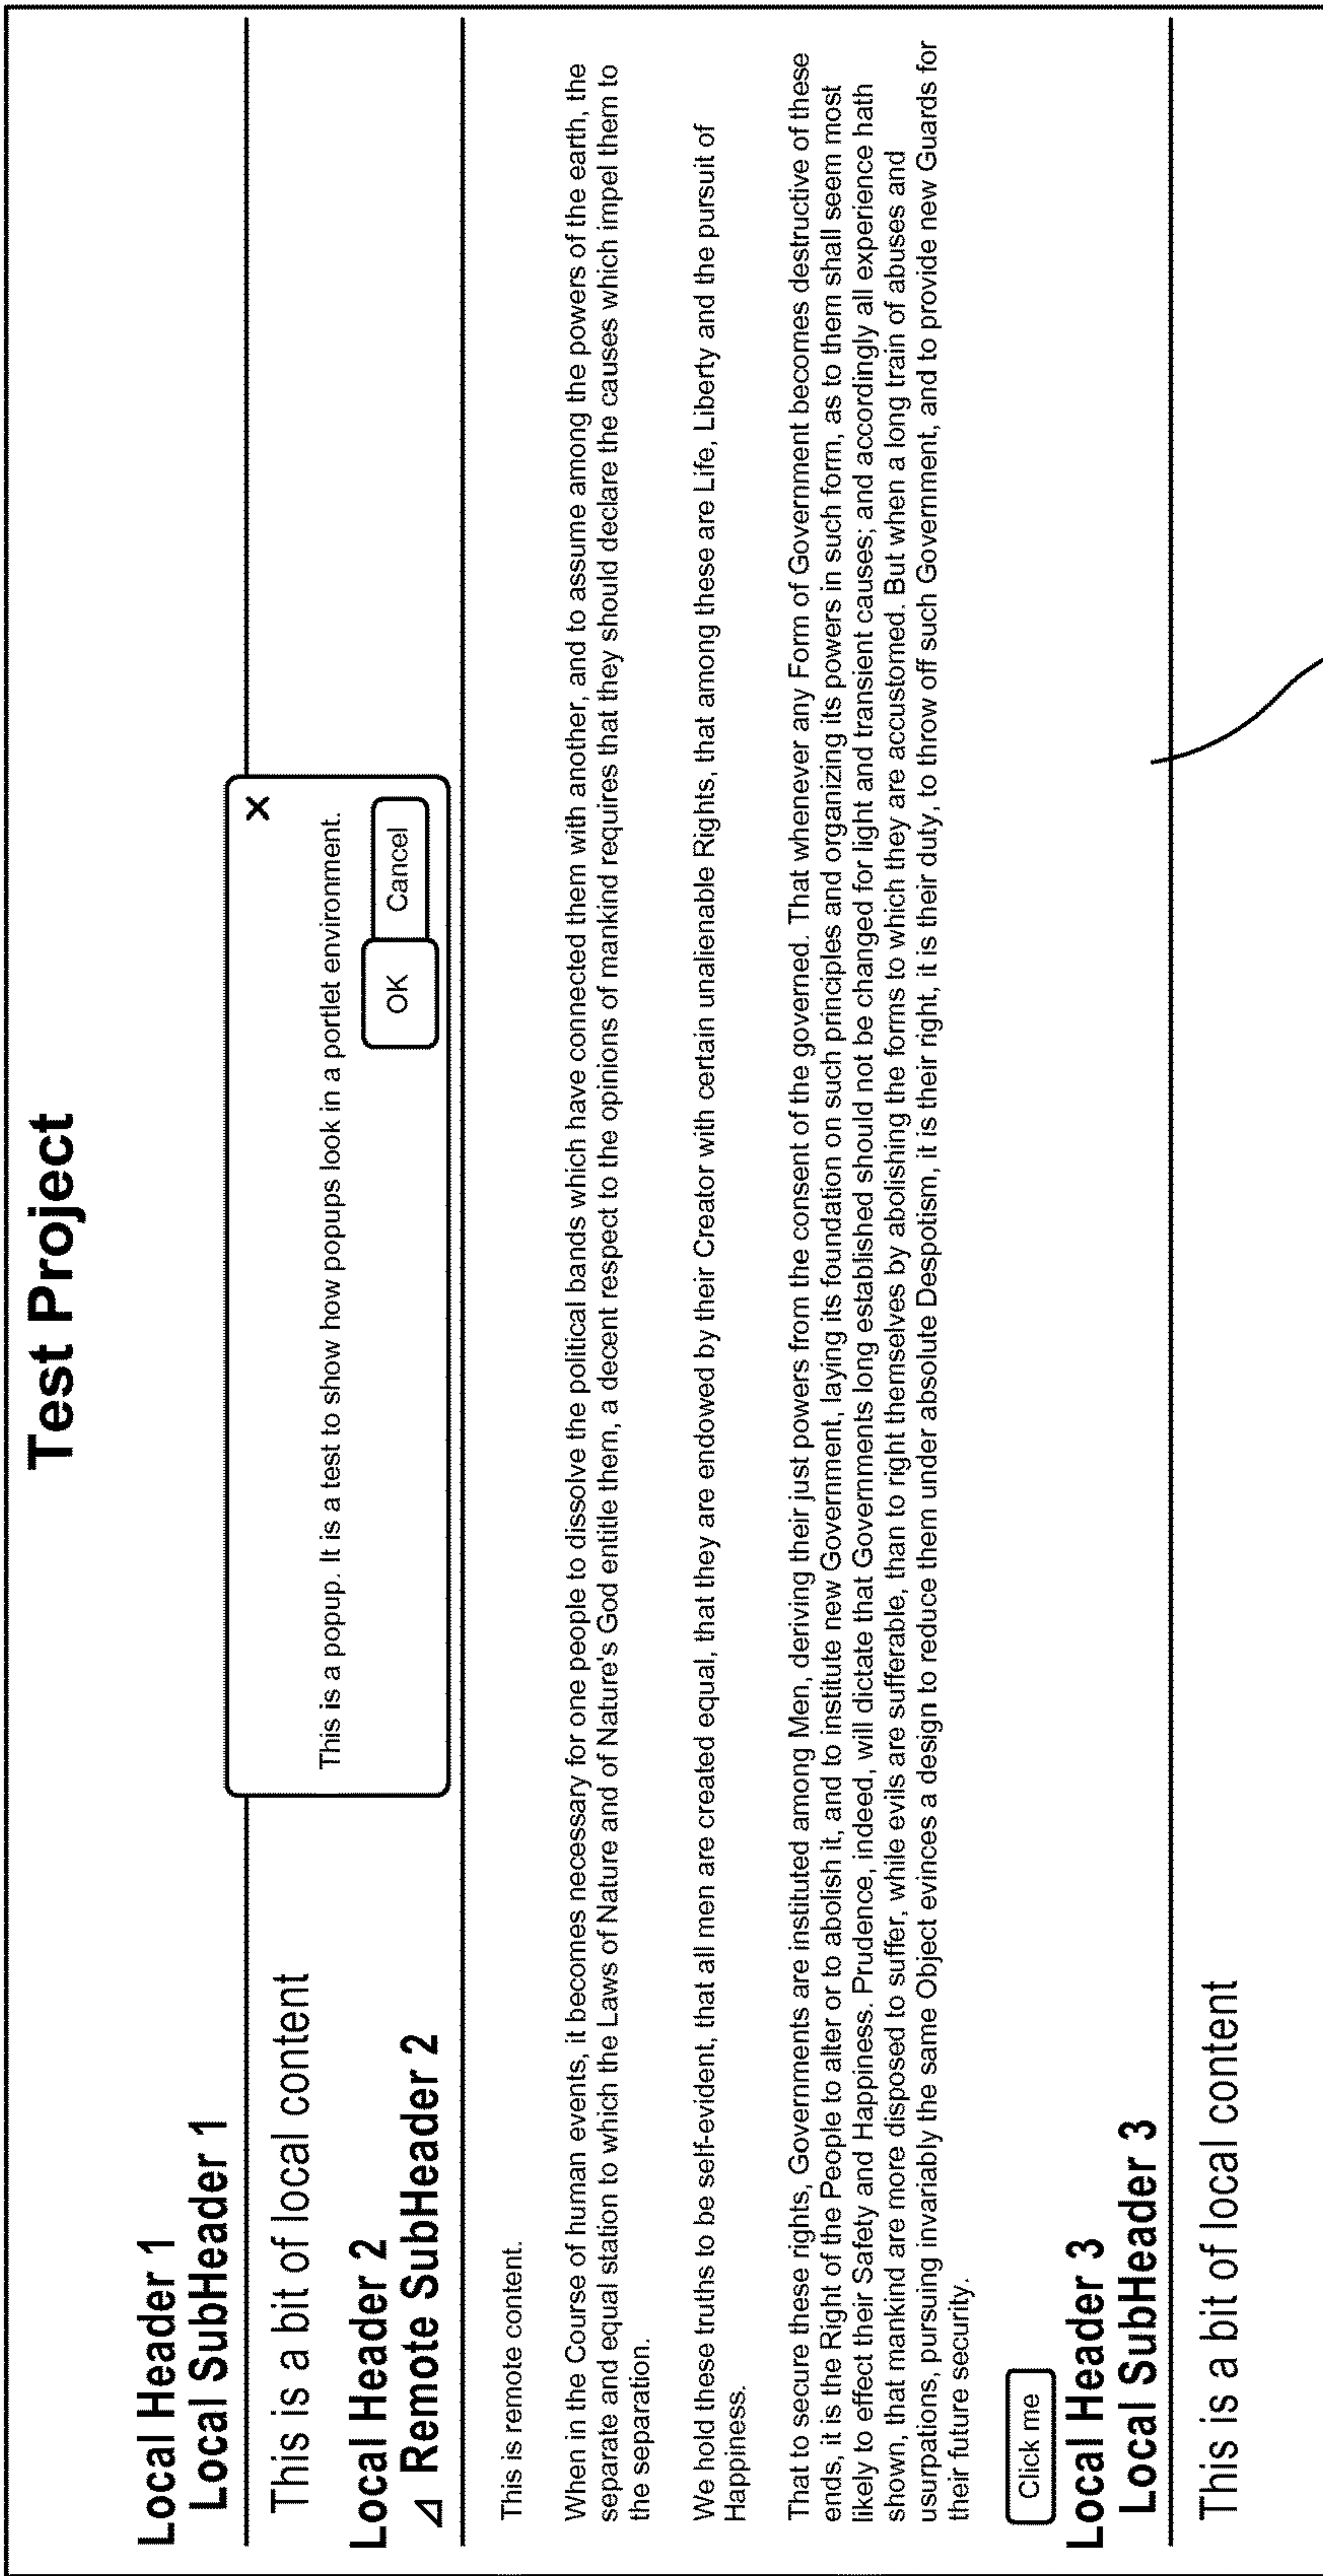 Test Project
Local Header 1
Local SubHeader 1
This is a bit of local content
X
This is a popup. It is a test to show how popups look in a portlet environment.
OK
Cancel
Local Header 2
Remote SubHeader 2
This is remote content.
When in the Course of human events, it becomes necessary for one people to dissolve the political bands which have connected them with another, and to assume among the powers of the earth, the
separate and equal station to which the Laws of Nature and of Nature's God entitle them, a decent respect to the opinions of mankind requires that they should declare the causes which impel them to
the separation.
We hold these truths to be self-evident, that all men are created equal, that they are endowed by their Creator with certain unalienable Rights, that among these are Life, Liberty and the pursuit of
Happiness.
That to secure these rights, Governments are instituted among Men, deriving their just powers from the consent of the governed. That whenever any Form of Government becomes destructive of these
ends, it is the Right of the People to alter or to abolish it, and to institute new Government, laying its foundation on such principles and organizing its powers in such form, as to them shall seem most
likely to effect their Safety and Happiness. Prudence, indeed, will dictate that Governments long established should not be changed for light and transient causes; and accordingly all experience hath
shown, that mankind are more disposed to suffer, while evils are sufferable, than to right themselves by abolishing the forms to which they are accustomed. But when a long train of abuses and
usurpations, pursuing invariably the same Object evinces a design to reduce them under absolute Despotism, it is their right, it is their duty, to throw off such Government, and to provide new Guards for
their future security.
Click me
Local Header 3
Local SubHeader 3
This is a bit of local content